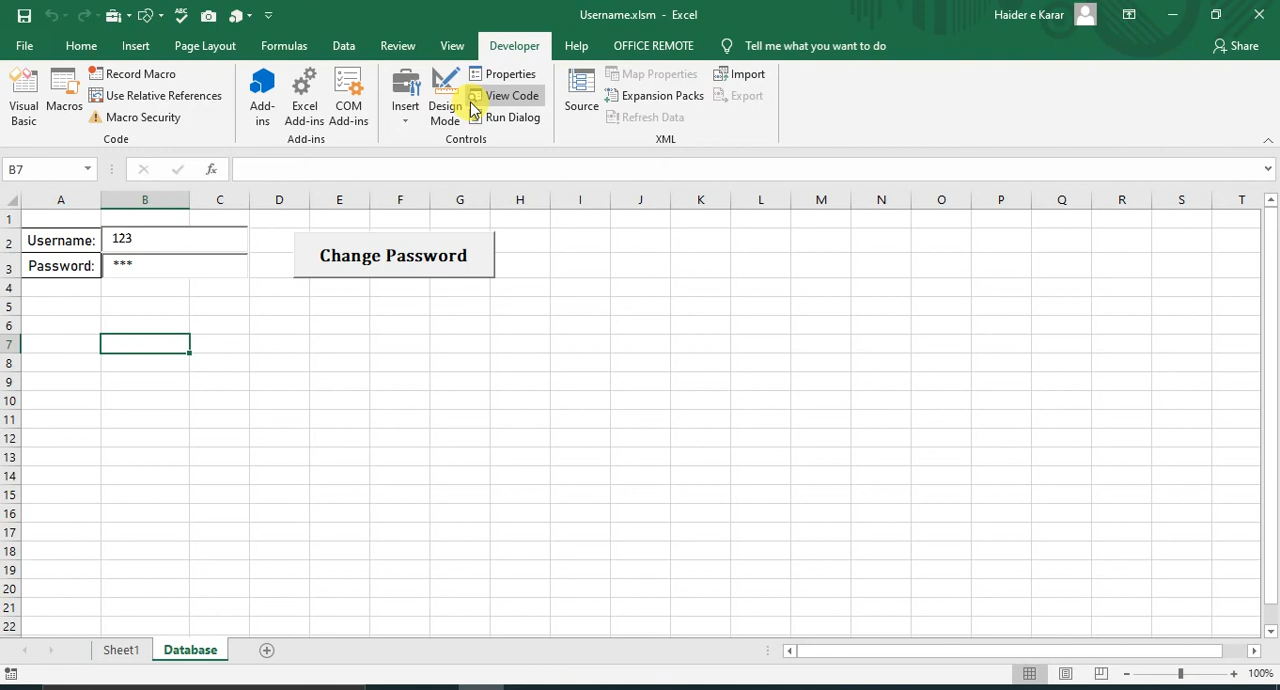 Username.xlsm - Excel
Haider e Karar
File Home Insert Page Layout Formulas Data Review View Developer Help OFFICE REMOTE Tell me what you want to do Share
Visual Basic
Macros
Record Macro
Use Relative References
Macro Security
Code
Add-ins
Excel Add-ins
COM Add-ins
Add-ins
Insert
Design Mode
Properties
View Code
Run Dialog
Controls
Source
Map Properties
Expansion Packs
Refresh Data
Import
Export
XML
B7 fx
A B C D E F G H I J K L M N O P Q R S T
1
2 Username: 123
Change Password
3 Password: ***
4
5
6
7
8
9
10
11
12
13
14
15
16
17
18
19
20
21
22
Sheet1 Database
100%